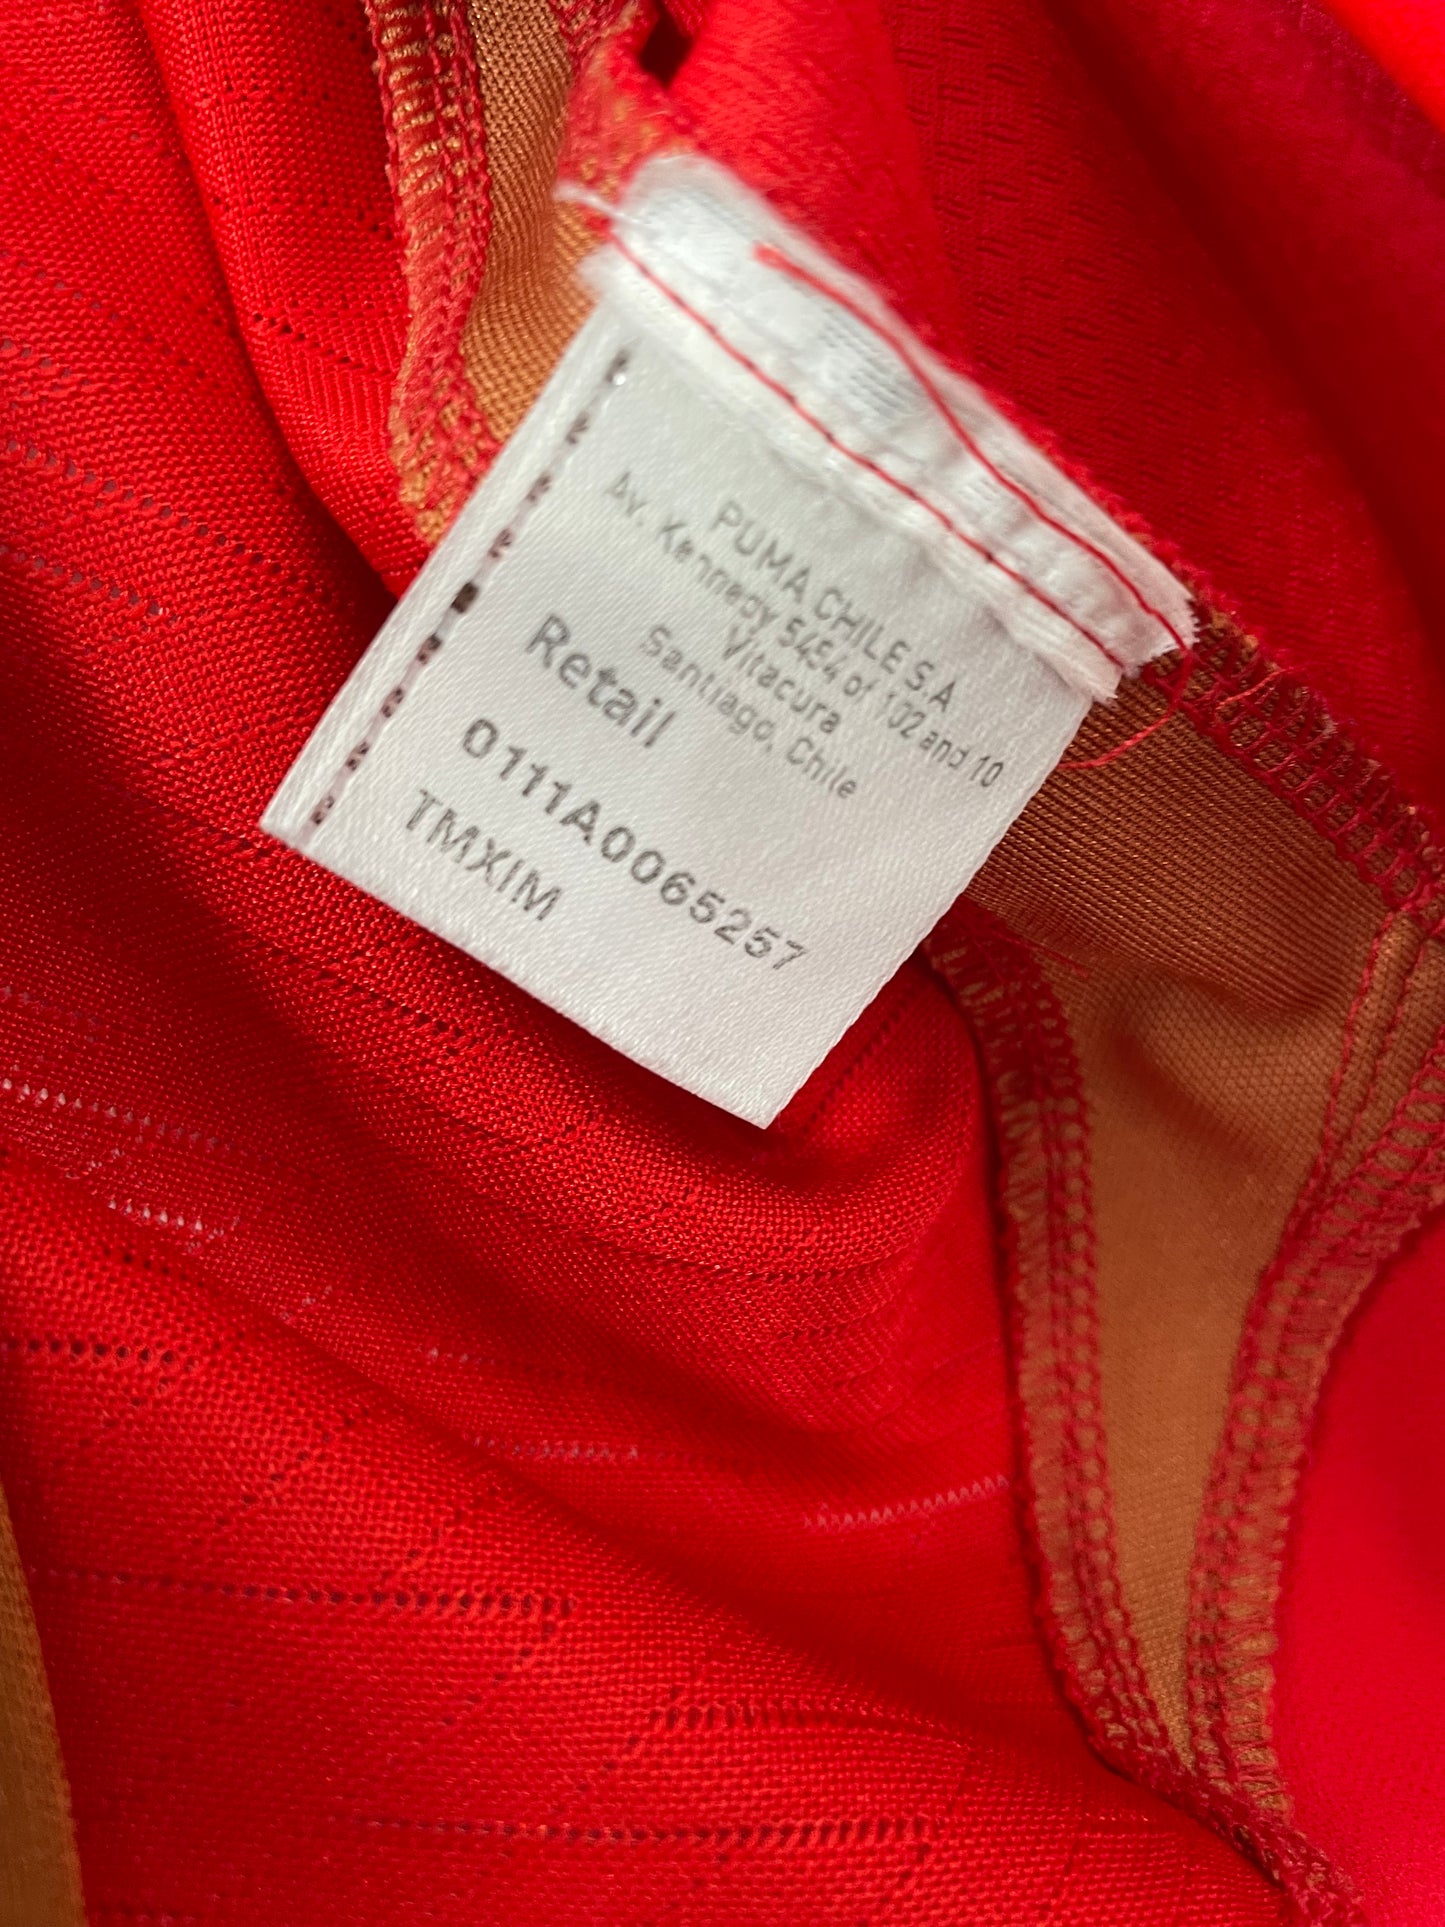 PUMA CHILE S.A
Av. Kennedy 5454 of 102 and 10
Vitacura
Santiago, Chile
Retail
0111A0065257
TMXIM